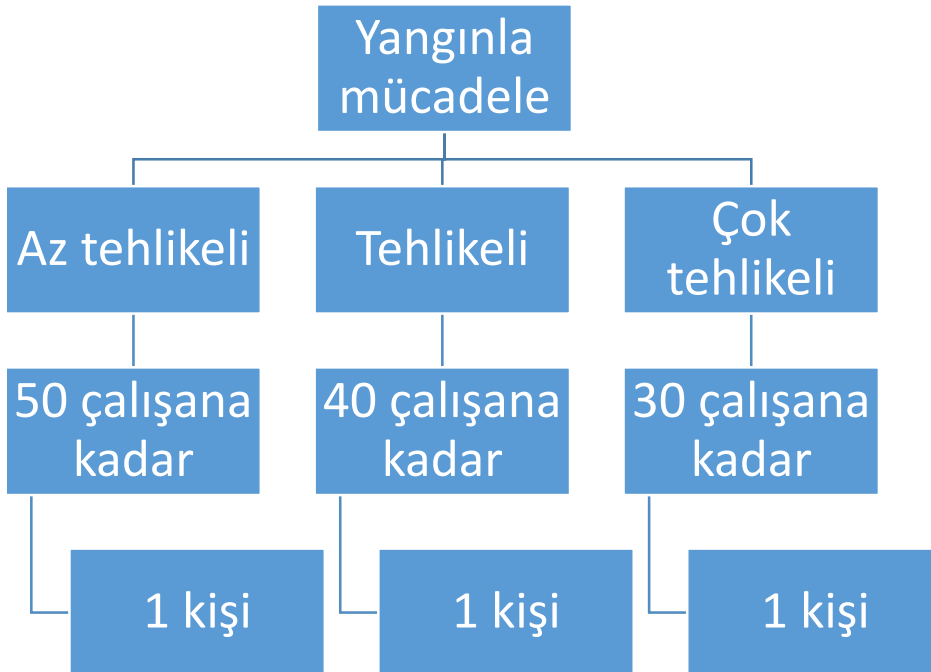 Yangınla
mücadele
Az tehlikeli
Tehlikeli
Çok
tehlikeli
50 çalışana
kadar
40 çalışana
kadar
30 çalışana
kadar
1 kişi
1 kişi
1 kişi